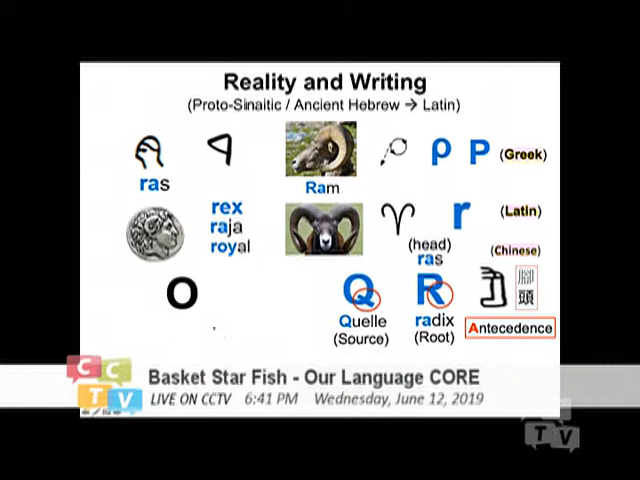 Reality and Writing
(Proto-Sinaitic / Ancient Hebrew → Latin)
ras
Ram
ρ P (Greek)
rex
raja
royal
r (Latin)
(head)
ras
(Chinese)
O
Q
R
腳
頭
Quelle
(Source)
radix
(Root)
Antecedence
CCTV
Basket Star Fish - Our Language CORE
LIVE ON CCTV 6:41 PM Wednesday, June 12, 2019
TV